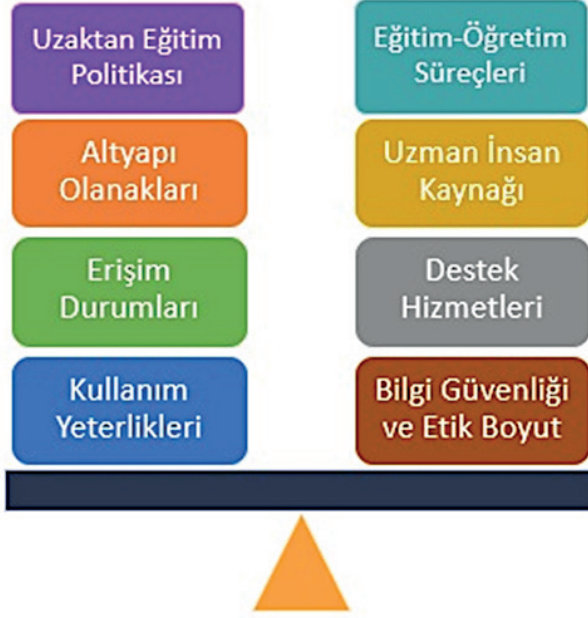 Uzaktan Eğitim
Politikası
Eğitim-Öğretim
Süreçleri
Altyapı
Olanakları
Uzman İnsan
Kaynağı
Erişim
Durumları
Destek
Hizmetleri
Kullanım
Yeterlikleri
Bilgi Güvenliği
ve Etik Boyut